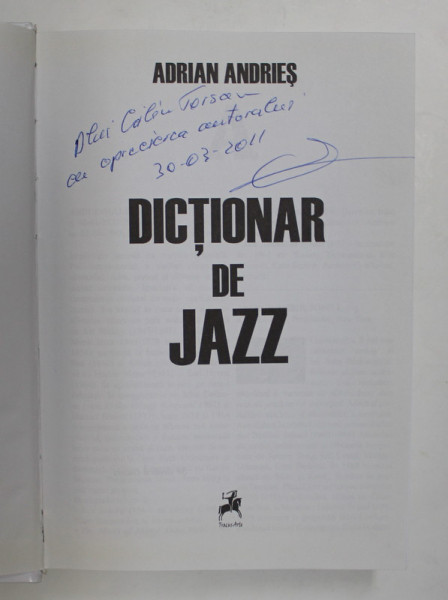 ADRIAN ANDRIEȘ
Dlui Călin Torsan
cu aprecierea autorului
30-03-2011
DICȚIONAR
DE
JAZZ